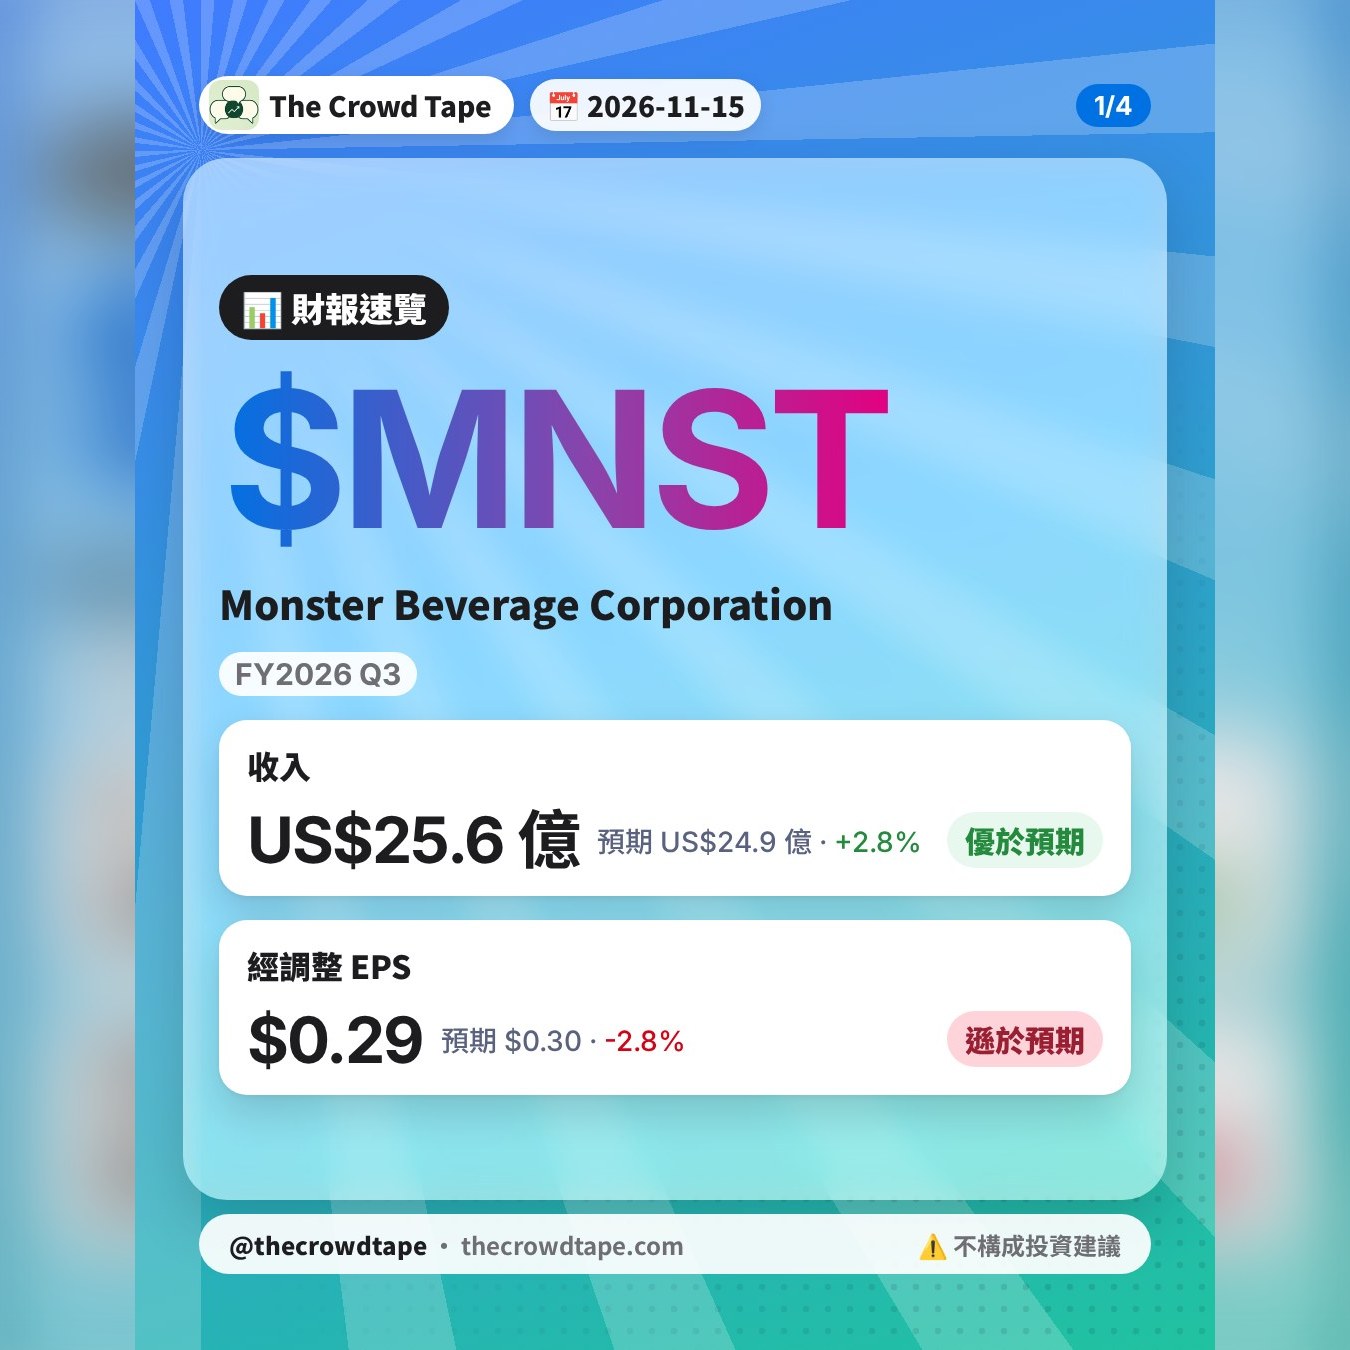 The Crowd Tape
2026-11-15
1/4
財報速覽
$MNST
Monster Beverage Corporation
FY2026 Q3
收入
US$25.6 億 預期 US$24.9 億 · +2.8% 優於預期
經調整 EPS
$0.29 預期 $0.30 · -2.8% 遜於預期
@thecrowdtape • thecrowdtape.com
⚠️ 不構成投資建議